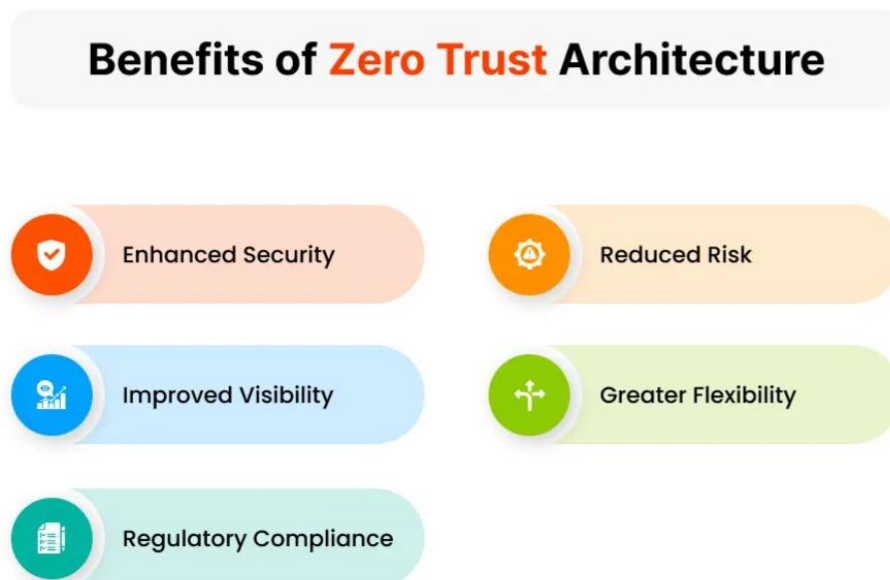 Benefits of Zero Trust Architecture
Enhanced Security
Reduced Risk
Improved Visibility
Greater Flexibility
Regulatory Compliance